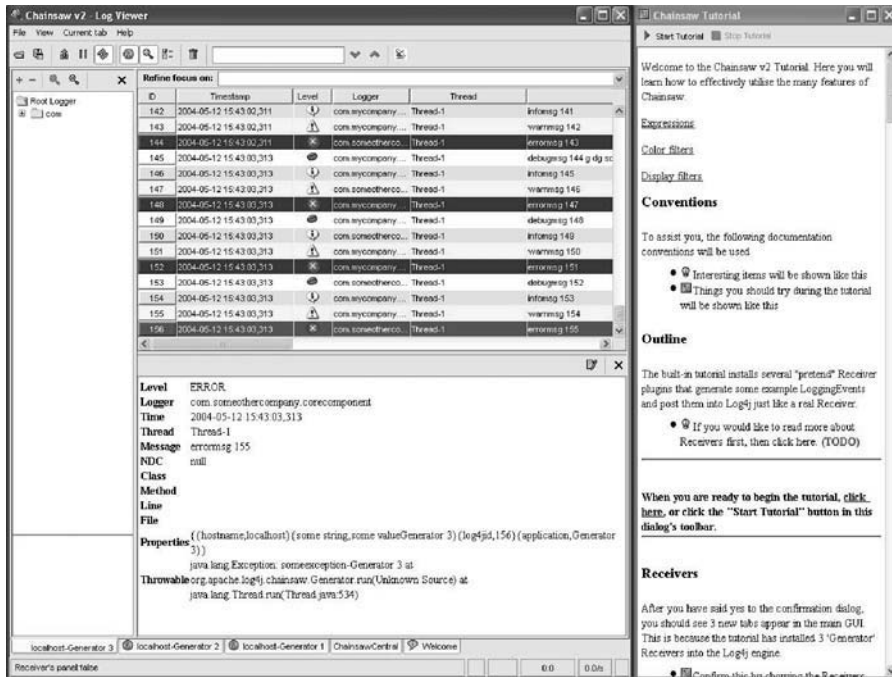 Chainsaw v2 - Log Viewer
File View Current tab Help
Refine focus on:
Root Logger
com
ID Timestamp Level Logger Thread
142 2004-05-12 15:43:02,311 com.mycompany.... Thread-1 infomsg 141
143 2004-05-12 15:43:02,311 com.mycompany.... Thread-1 warnmsg 142
144 2004-05-12 15:43:02,311 com.someotherco... Thread-1 errormsg 143
145 2004-05-12 15:43:03,313 com.mycompany.... Thread-1 debugmsg 144 g dg sd
146 2004-05-12 15:43:03,313 com.mycompany.... Thread-1 infomsg 145
147 2004-05-12 15:43:03,313 com.someotherco... Thread-1 warnmsg 146
148 2004-05-12 15:43:03,313 com.mycompany.... Thread-1 errormsg 147
149 2004-05-12 15:43:03,313 com.mycompany.... Thread-1 debugmsg 148
150 2004-05-12 15:43:03,313 com.someotherco... Thread-1 infomsg 149
151 2004-05-12 15:43:03,313 com.mycompany.... Thread-1 warnmsg 150
152 2004-05-12 15:43:03,313 com.mycompany.... Thread-1 errormsg 151
153 2004-05-12 15:43:03,313 com.someotherco... Thread-1 debugmsg 152
154 2004-05-12 15:43:03,313 com.mycompany.... Thread-1 infomsg 153
155 2004-05-12 15:43:03,313 com.mycompany.... Thread-1 warnmsg 154
156 2004-05-12 15:43:03,313 com.someotherco... Thread-1 errormsg 155
Level ERROR
Logger com.someothercompany.corecomponent
Time 2004-05-12 15:43:03,313
Thread Thread-1
Message errormsg 155
NDC null
Class
Method
Line
File
Properties {(hostname,localhost)(some string,some valueGenerator 3)(log4jid,156)(application,Generator
3)}
java.lang.Exception: someexception-Generator 3 at
Throwable org.apache.log4j.chainsaw.Generator.run(Unknown Source) at
java.lang.Thread.run(Thread.java:534)
localhost-Generator 3 localhost-Generator 2 localhost-Generator 1 ChainsawCentral Welcome
Receiver's panel false 0:0 0.0/s
Chainsaw Tutorial
Start Tutorial Stop Tutorial
Welcome to the Chainsaw v2 Tutorial. Here you will
learn how to effectively utilise the many features of
Chainsaw.
Expressions
Color filters
Display filters
Conventions
To assist you, the following documentation
conventions will be used
Interesting items will be shown like this
Things you should try during the tutorial
will be shown like this
Outline
The built-in tutorial installs several "pretend" Receiver
plugins that generate some example LoggingEvents
and post them into Log4j just like a real Receiver.
If you would like to read more about
Receivers first, then click here. (TODO)
When you are ready to begin the tutorial, click
here, or click the "Start Tutorial" button in this
dialog's toolbar.
Receivers
After you have said yes to the confirmation dialog,
you should see 3 new tabs appear in the main GUI.
This is because the tutorial has installed 3 'Generator'
Receivers into the Log4j engine.
Confirm this by choosing the Receivers